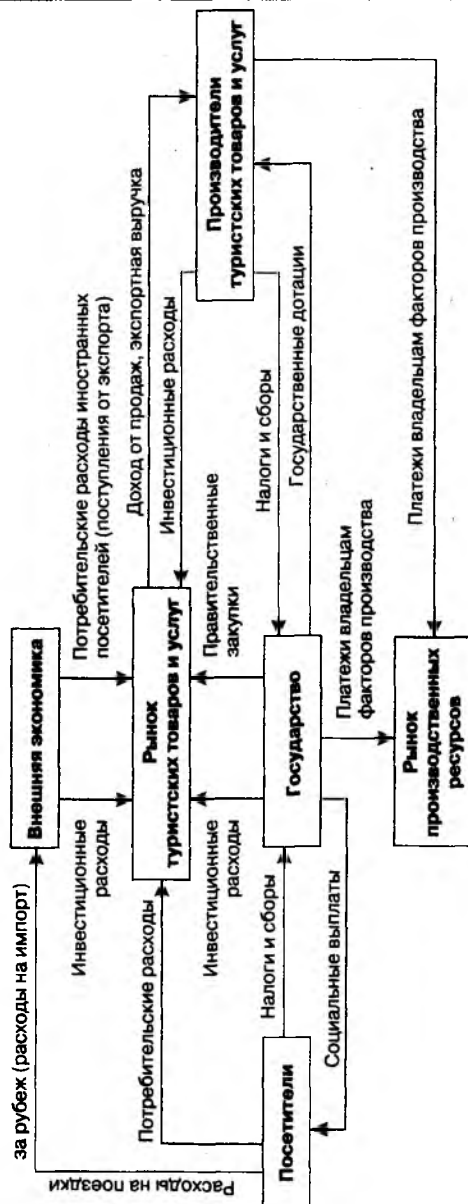 Расходы на поездки
за рубеж (расходы на импорт)
Внешняя экономика
Инвестиционные
расходы
Потребительские расходы иностранных
посетителей (поступления от экспорта)
Потребительские расходы
Рынок
туристских товаров и услуг
Доход от продаж, экспортная выручка
Инвестиционные расходы
Производители
туристских товаров и услуг
Инвестиционные
расходы
Правительственные
закупки
Налоги и сборы
Посетители
Налоги и сборы
Государство
Государственные дотации
Социальные выплаты
Платежи владельцам
факторов производства
Платежи владельцам факторов производства
Рынок
производственных
ресурсов